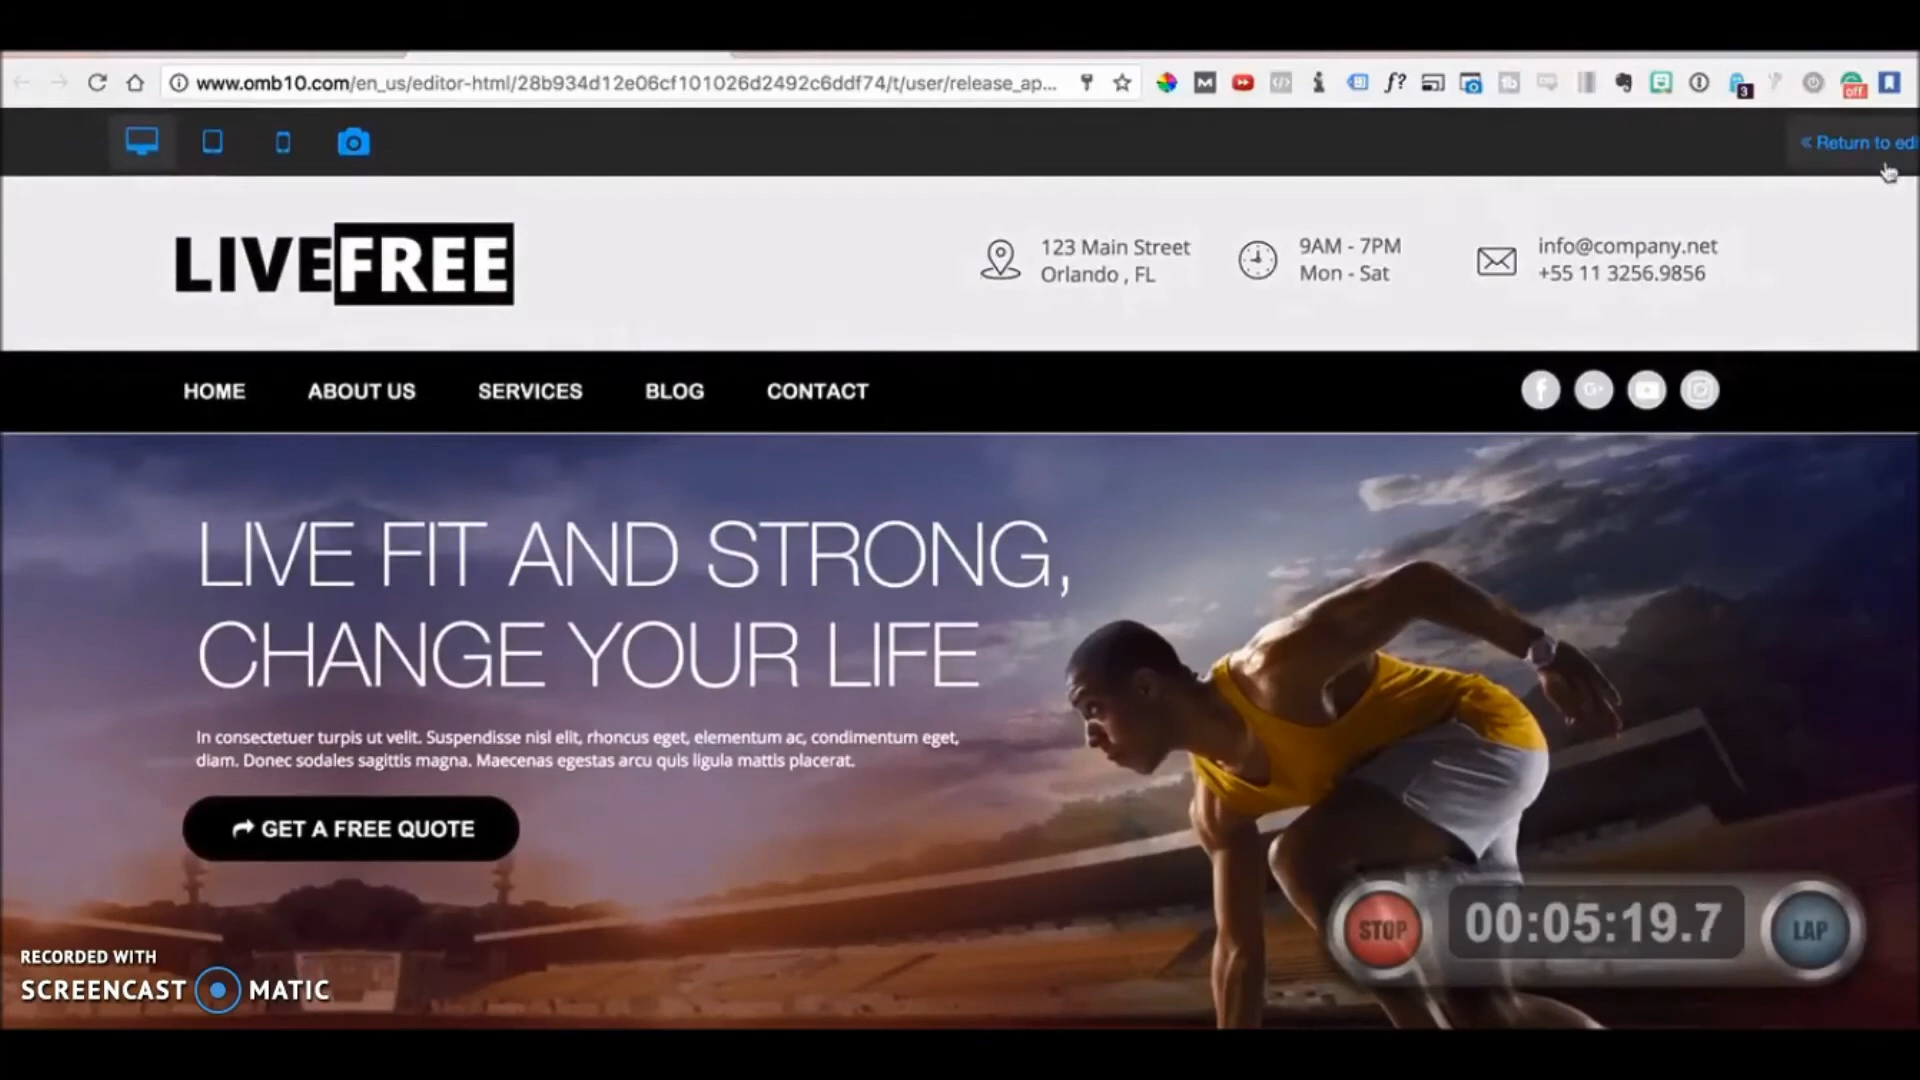 www.omb10.com/en_us/editor-html/28b934d12e06cf101026d2492c6ddf74/t/user/release_ap...
f?
3
off
« Return to edi
LIVEFREE
123 Main Street
Orlando , FL
9AM - 7PM
Mon - Sat
info@company.net
+55 11 3256.9856
HOME ABOUT US SERVICES BLOG CONTACT
LIVE FIT AND STRONG,
CHANGE YOUR LIFE
In consectetuer turpis ut velit. Suspendisse nisl elit, rhoncus eget, elementum ac, condimentum eget,
diam. Donec sodales sagittis magna. Maecenas egestas arcu quis ligula mattis placerat.
GET A FREE QUOTE
STOP 00:05:19.7 LAP
RECORDED WITH
SCREENCAST MATIC